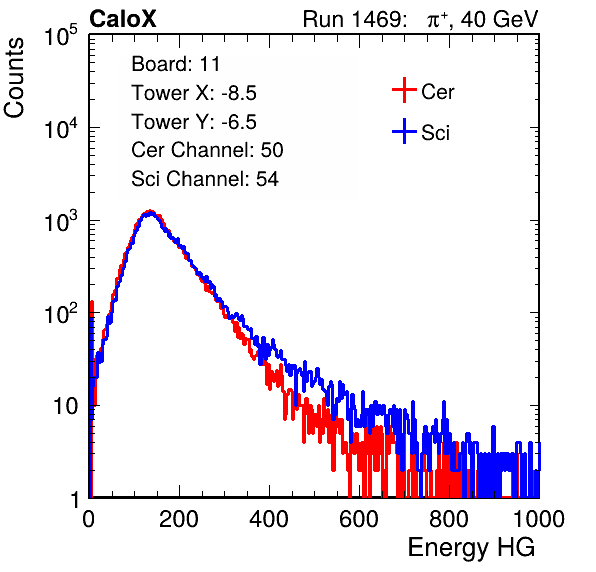 CaloX Run 1469: π⁺, 40 GeV
Counts
10⁵
10⁴
10³
10²
10
1
Board: 11
Tower X: -8.5
Tower Y: -6.5
Cer Channel: 50
Sci Channel: 54
Cer
Sci
0 200 400 600 800 1000
Energy HG